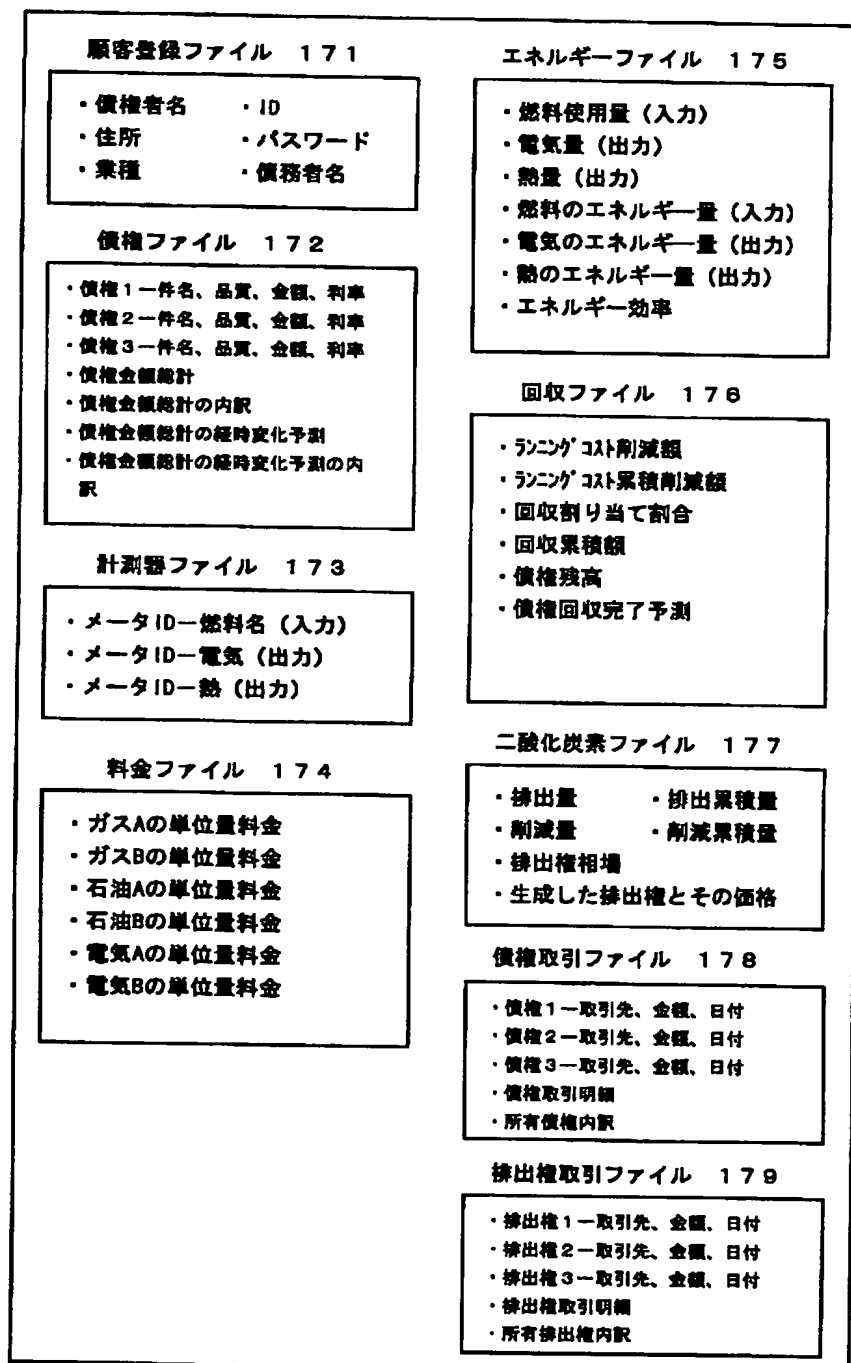 顧客登録ファイル　171
・債権者名　・ID
・住所　・パスワード
・業種　・債務者名
債権ファイル　172
・債権1ー件名、品質、金額、利率
・債権2ー件名、品質、金額、利率
・債権3ー件名、品質、金額、利率
・債権金額総計
・債権金額総計の内訳
・債権金額総計の経時変化予測
・債権金額総計の経時変化予測の内
訳
計測器ファイル　173
・メータIDー燃料名（入力）
・メータIDー電気（出力）
・メータIDー熱（出力）
料金ファイル　174
・ガスAの単位量料金
・ガスBの単位量料金
・石油Aの単位量料金
・石油Bの単位量料金
・電気Aの単位量料金
・電気Bの単位量料金
エネルギーファイル　175
・燃料使用量（入力）
・電気量（出力）
・熱量（出力）
・燃料のエネルギー量（入力）
・電気のエネルギー量（出力）
・熱のエネルギー量（出力）
・エネルギー効率
回収ファイル　176
・ランニングコスト削減額
・ランニングコスト累積削減額
・回収割り当て割合
・回収累積額
・債権残高
・債権回収完了予測
二酸化炭素ファイル　177
・排出量　・排出累積量
・削減量　・削減累積量
・排出権相場
・生成した排出権とその価格
債権取引ファイル　178
・債権1ー取引先、金額、日付
・債権2ー取引先、金額、日付
・債権3ー取引先、金額、日付
・債権取引明細
・所有債権内訳
排出権取引ファイル　179
・排出権1ー取引先、金額、日付
・排出権2ー取引先、金額、日付
・排出権3ー取引先、金額、日付
・排出権取引明細
・所有排出権内訳